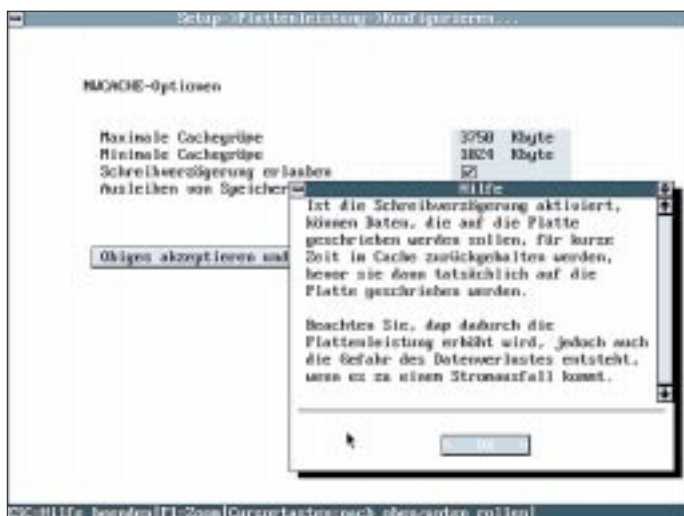 Setup->Plattenleistung->Konfigurieren...
NWCACHE-Optionen
Maximale Cachegröße 3750 Kbyte
Minimale Cachegröße 1024 Kbyte
Schreibverzögerung erlauben
Ausleihen von Speicher
Obiges akzeptieren und
Hilfe
Ist die Schreibverzögerung aktiviert,
können Daten, die auf die Platte
geschrieben werden sollen, für kurze
Zeit im Cache zurückgehalten werden,
bevor sie dann tatsächlich auf die
Platte geschrieben werden.
Beachten Sie, daß dadurch die
Plattenleistung erhöht wird, jedoch auch
die Gefahr des Datenverlustes entsteht,
wenn es zu einem Stromausfall kommt.
OK
ESC=Hilfe beenden|F1=Zoom|Cursortasten=nach oben/unten rollen|